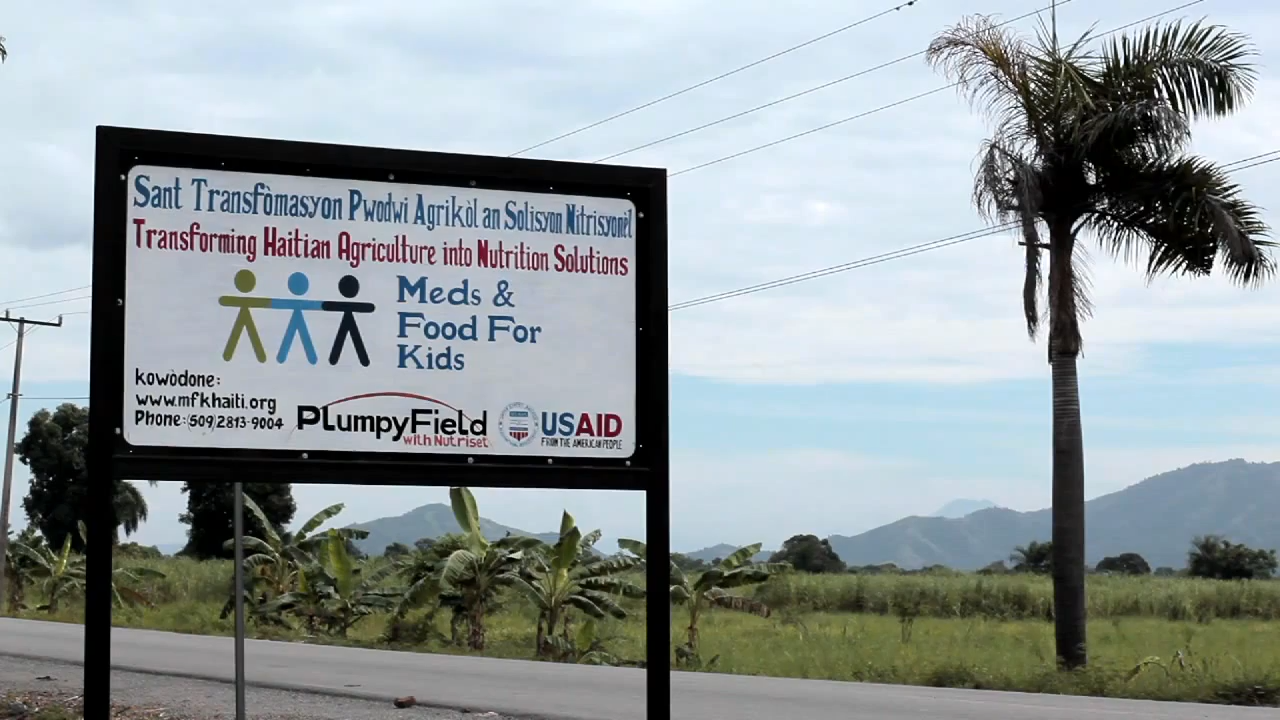 Sant Transfòmasyon Pwodwi Agrikòl an Solisyon Nitrisyonèl
Transforming Haitian Agriculture into Nutrition Solutions
Meds &
Food For
Kids
kowòdone:
www.mfkhaiti.org
Phone: (509) 2813-9004
PlumpyField
with Nutriset
USAID
FROM THE AMERICAN PEOPLE